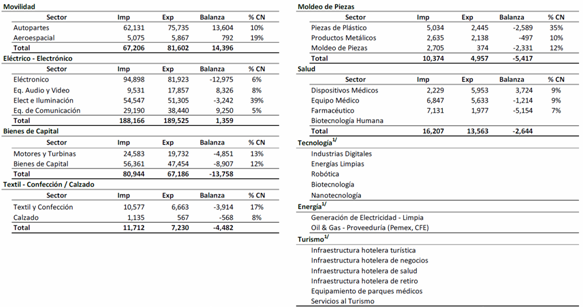 Movilidad
Sector Imp Exp Balanza % CN
Autopartes 62,131 75,735 13,604 10%
Aeroespacial 5,075 5,867 792 19%
Total 67,206 81,602 14,396
Eléctrico - Electrónico
Sector Imp Exp Balanza % CN
Eléctronico 94,898 81,923 -12,975 6%
Eq. Audio y Video 9,531 17,857 8,326 8%
Elect e Iluminación 54,547 51,305 -3,242 39%
Eq. de Comunicación 29,190 38,440 9,250 5%
Total 188,166 189,525 1,359
Bienes de Capital
Sector Imp Exp Balanza % CN
Motores y Turbinas 24,583 19,732 -4,851 13%
Bienes de Capital 56,361 47,454 -8,907 12%
Total 80,944 67,186 -13,758
Textil - Confección / Calzado
Sector Imp Exp Balanza % CN
Textil y Confección 10,577 6,663 -3,914 17%
Calzado 1,135 567 -568 8%
Total 11,712 7,230 -4,482
Moldeo de Piezas
Sector Imp Exp Balanza % CN
Piezas de Plástico 5,034 2,445 -2,589 35%
Productos Metálicos 2,635 2,138 -497 10%
Moldeo de Piezas 2,705 374 -2,331 12%
Total 10,374 4,957 -5,417
Salud
Sector Imp Exp Balanza % CN
Dispositivos Médicos 2,229 5,953 3,724 9%
Equipo Médico 6,847 5,633 -1,214 9%
Farmacéutico 7,131 1,977 -5,154 7%
Biotecnología Humana
Total 16,207 13,563 -2,644
Tecnología1/
Industrias Digitales
Energías Limpias
Robótica
Biotecnología
Nanotecnología
Energía1/
Generación de Electricidad - Limpia
Oil & Gas - Proveeduría (Pemex, CFE)
Turismo1/
Infraestructura hotelera turística
Infraestructura hotelera de negocios
Infraestructura hotelera de salud
Infraestructura hotelera de retiro
Equipamiento de parques médicos
Servicios al Turismo